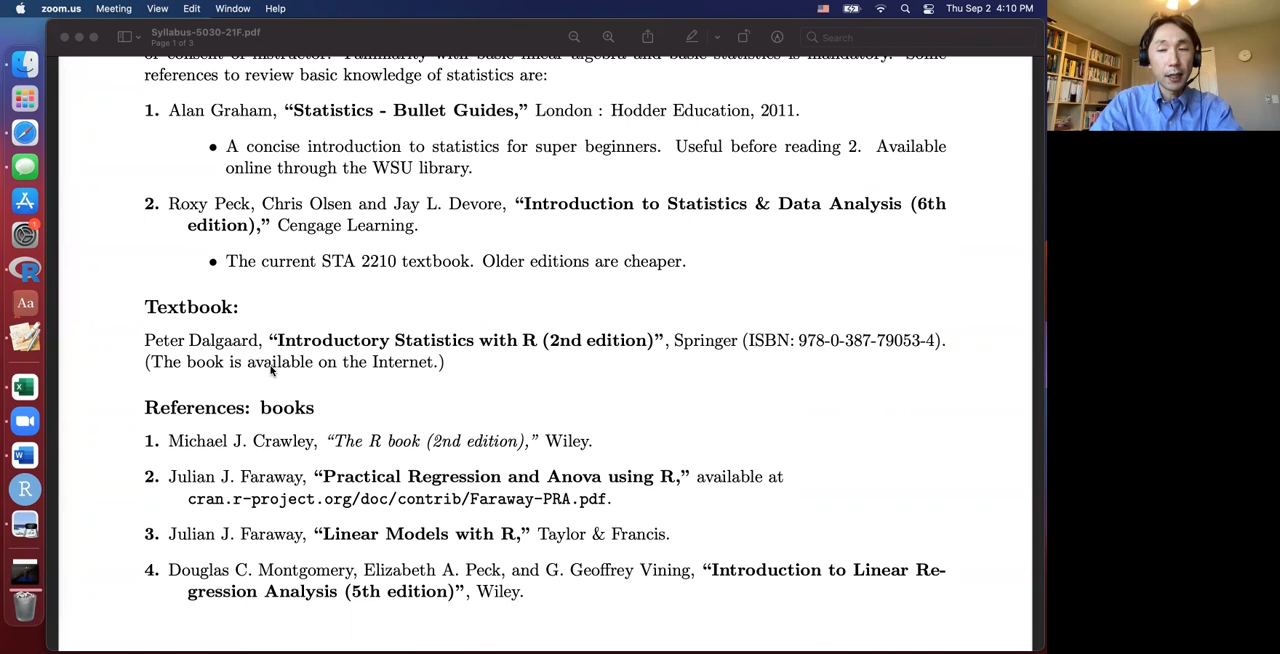 zoom.us Meeting View Edit Window Help Thu Sep 2 4:10 PM
Syllabus-5030-21F.pdf
Page 1 of 3
Search
references to review basic knowledge of statistics are:
1. Alan Graham, “Statistics - Bullet Guides,” London : Hodder Education, 2011.
• A concise introduction to statistics for super beginners. Useful before reading 2. Available
online through the WSU library.
2. Roxy Peck, Chris Olsen and Jay L. Devore, “Introduction to Statistics & Data Analysis (6th
edition),” Cengage Learning.
• The current STA 2210 textbook. Older editions are cheaper.
Textbook:
Peter Dalgaard, “Introductory Statistics with R (2nd edition)”, Springer (ISBN: 978-0-387-79053-4).
(The book is available on the Internet.)
References: books
1. Michael J. Crawley, “The R book (2nd edition),” Wiley.
2. Julian J. Faraway, “Practical Regression and Anova using R,” available at
cran.r-project.org/doc/contrib/Faraway-PRA.pdf.
3. Julian J. Faraway, “Linear Models with R,” Taylor & Francis.
4. Douglas C. Montgomery, Elizabeth A. Peck, and G. Geoffrey Vining, “Introduction to Linear Re-
gression Analysis (5th edition)”, Wiley.